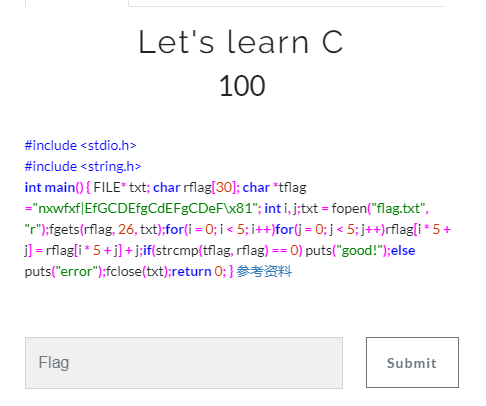 Let's learn C
100
#include <stdio.h>
#include <string.h>
int main() { FILE* txt; char rflag[30]; char *tflag
="nxwfxf|EfGCDEfgCdEFgCDeF\x81"; int i, j;txt = fopen("flag.txt",
"r");fgets(rflag, 26, txt);for(i = 0; i < 5; i++)for(j = 0; j < 5; j++)rflag[i * 5 +
j] = rflag[i * 5 + j] + j;if(strcmp(tflag, rflag) == 0) puts("good!");else
puts("error");fclose(txt);return 0; } 参考资料
Flag
Submit